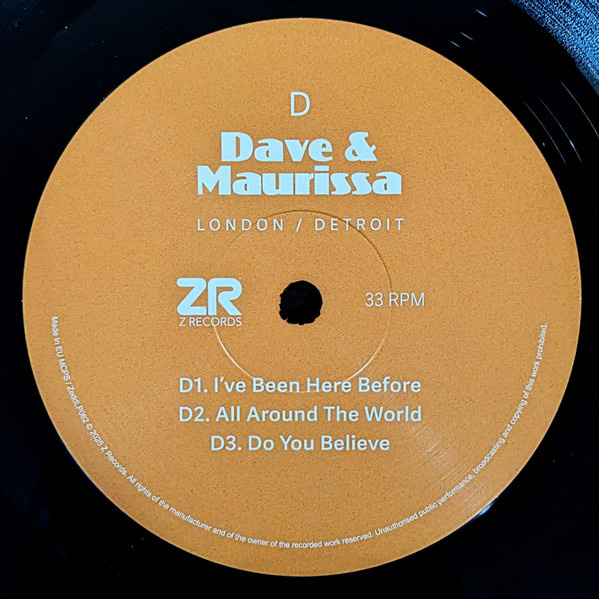 D
Dave &
Maurissa
LONDON / DETROIT
ZR
Z RECORDS
33 RPM
D1. I've Been Here Before
D2. All Around The World
D3. Do You Believe
Made In EU MCPS / ZeddLP062 © 2025 Z Records. All rights of the manufacturer and of the owner of the recorded work reserved. Unauthorised public performance, broadcasting and copying of this work prohibited.